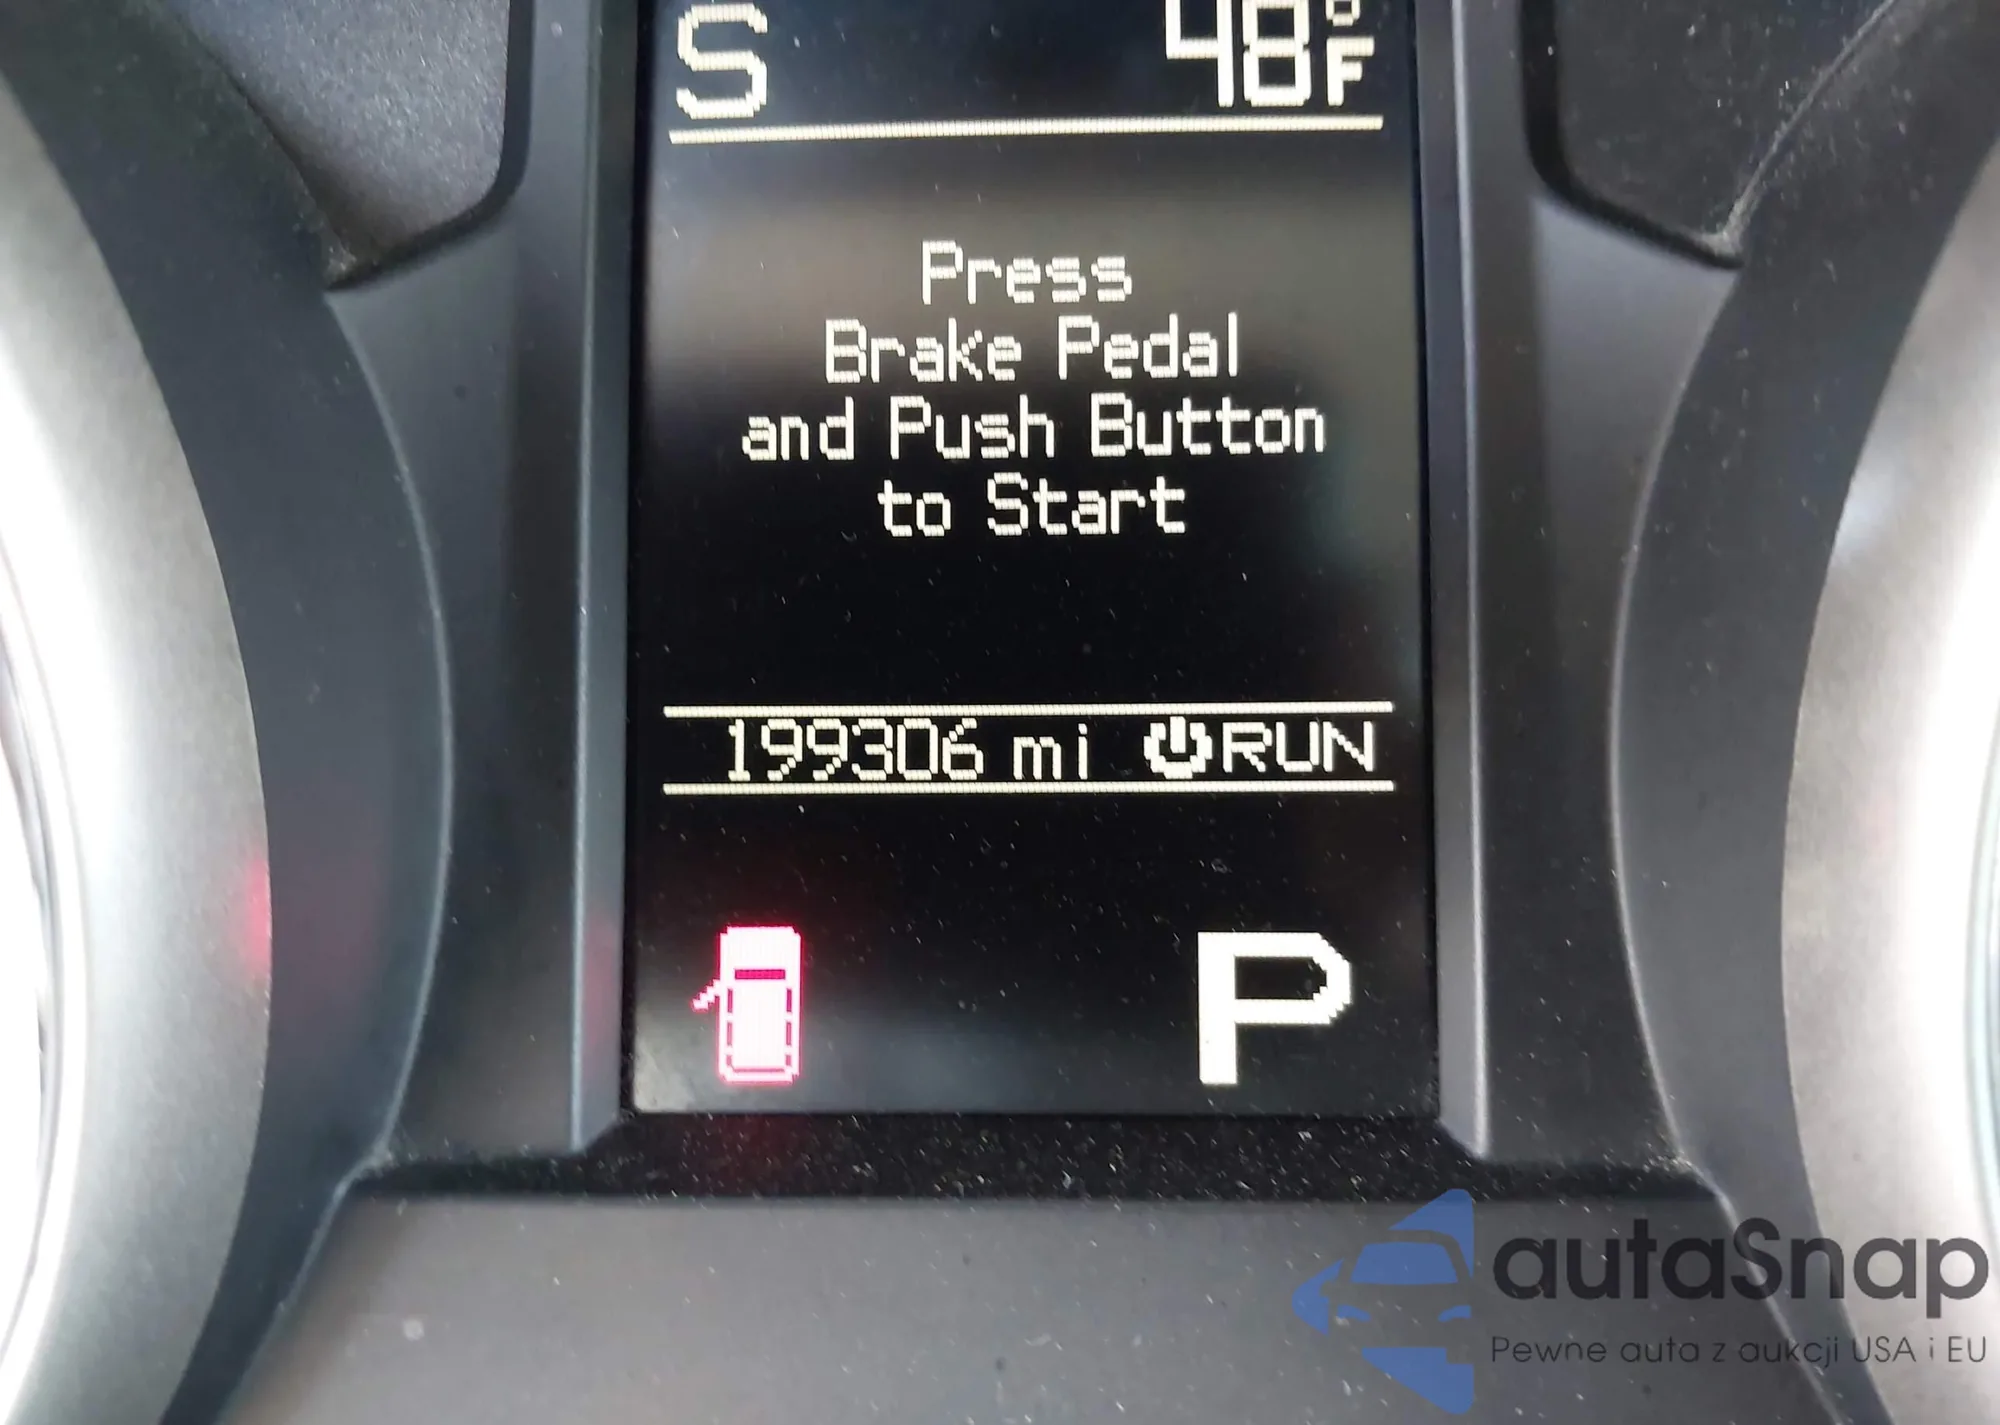 S 48°F
Press
Brake Pedal
and Push Button
to Start
199306 mi RUN
P
autaSnap
Pewne auta z aukcji USA i EU